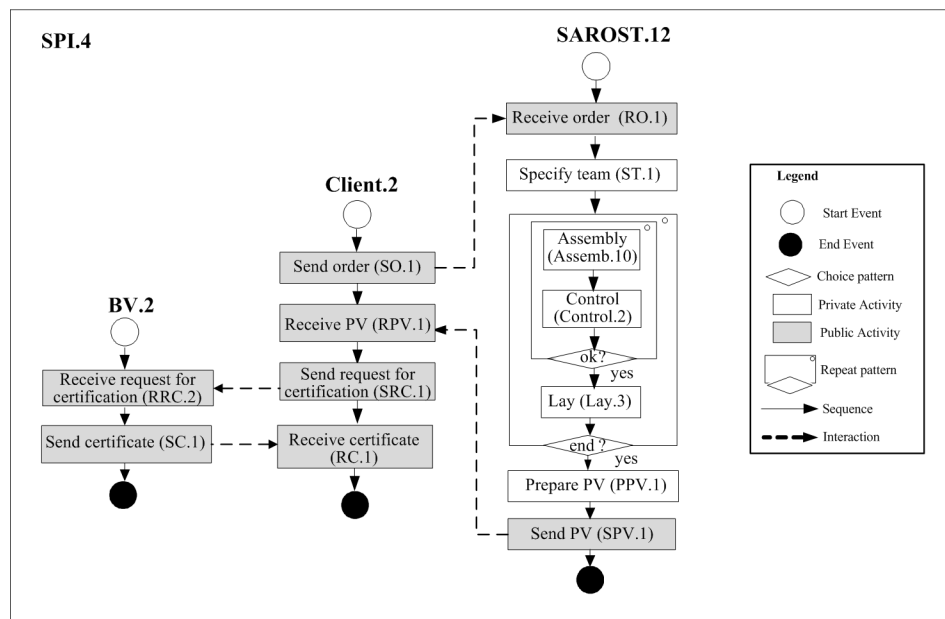 SPI.4
SAROST.12
Receive order (RO.1)
Specify team (ST.1)
Assembly
(Assemb.10)
Control
(Control.2)
ok?
yes
Lay (Lay.3)
end ?
yes
Prepare PV (PPV.1)
Send PV (SPV.1)
Client.2
Send order (SO.1)
Receive PV (RPV.1)
Send request for
certification (SRC.1)
Receive certificate
(RC.1)
BV.2
Receive request for
certification (RRC.2)
Send certificate (SC.1)
Legend
Start Event
End Event
Choice pattern
Private Activity
Public Activity
Repeat pattern
Sequence
Interaction